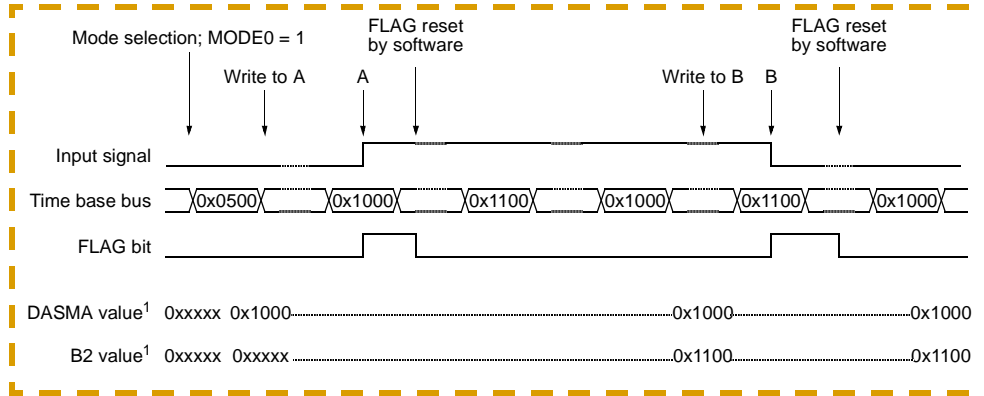 FLAG reset
by software
FLAG reset
by software
Mode selection; MODE0 = 1
Write to A
A
Write to B
B
Input signal
Time base bus 0x0500 0x1000 0x1100 0x1000 0x1100 0x1000
FLAG bit
DASMA value1 0xxxxx 0x1000 0x1000 0x1000
B2 value1 0xxxxx 0xxxxx 0x1100 0x1100